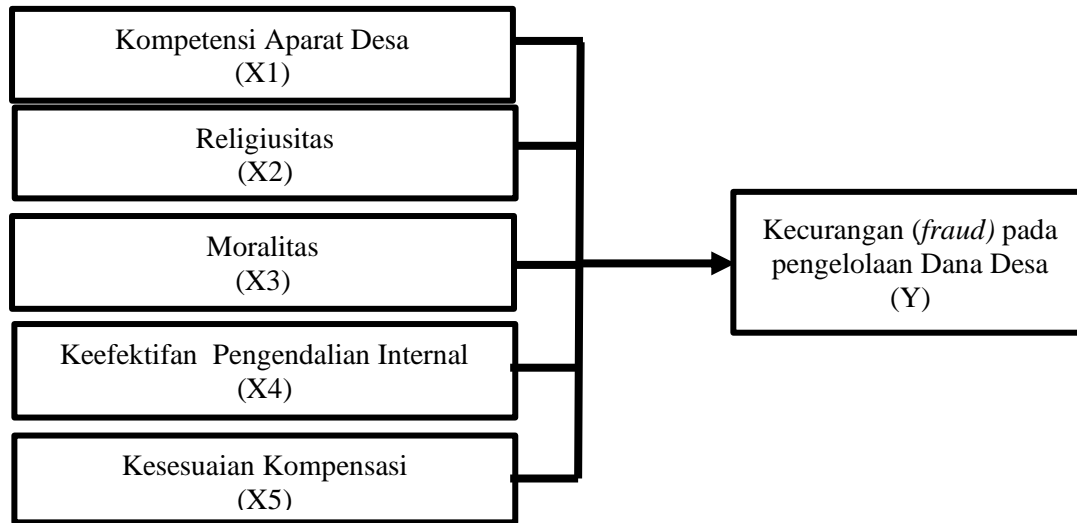 Kompetensi Aparat Desa
(X1)
Religiusitas
(X2)
Moralitas
(X3)
Keefektifan Pengendalian Internal
(X4)
Kesesuaian Kompensasi
(X5)
Kecurangan (fraud) pada
pengelolaan Dana Desa
(Y)